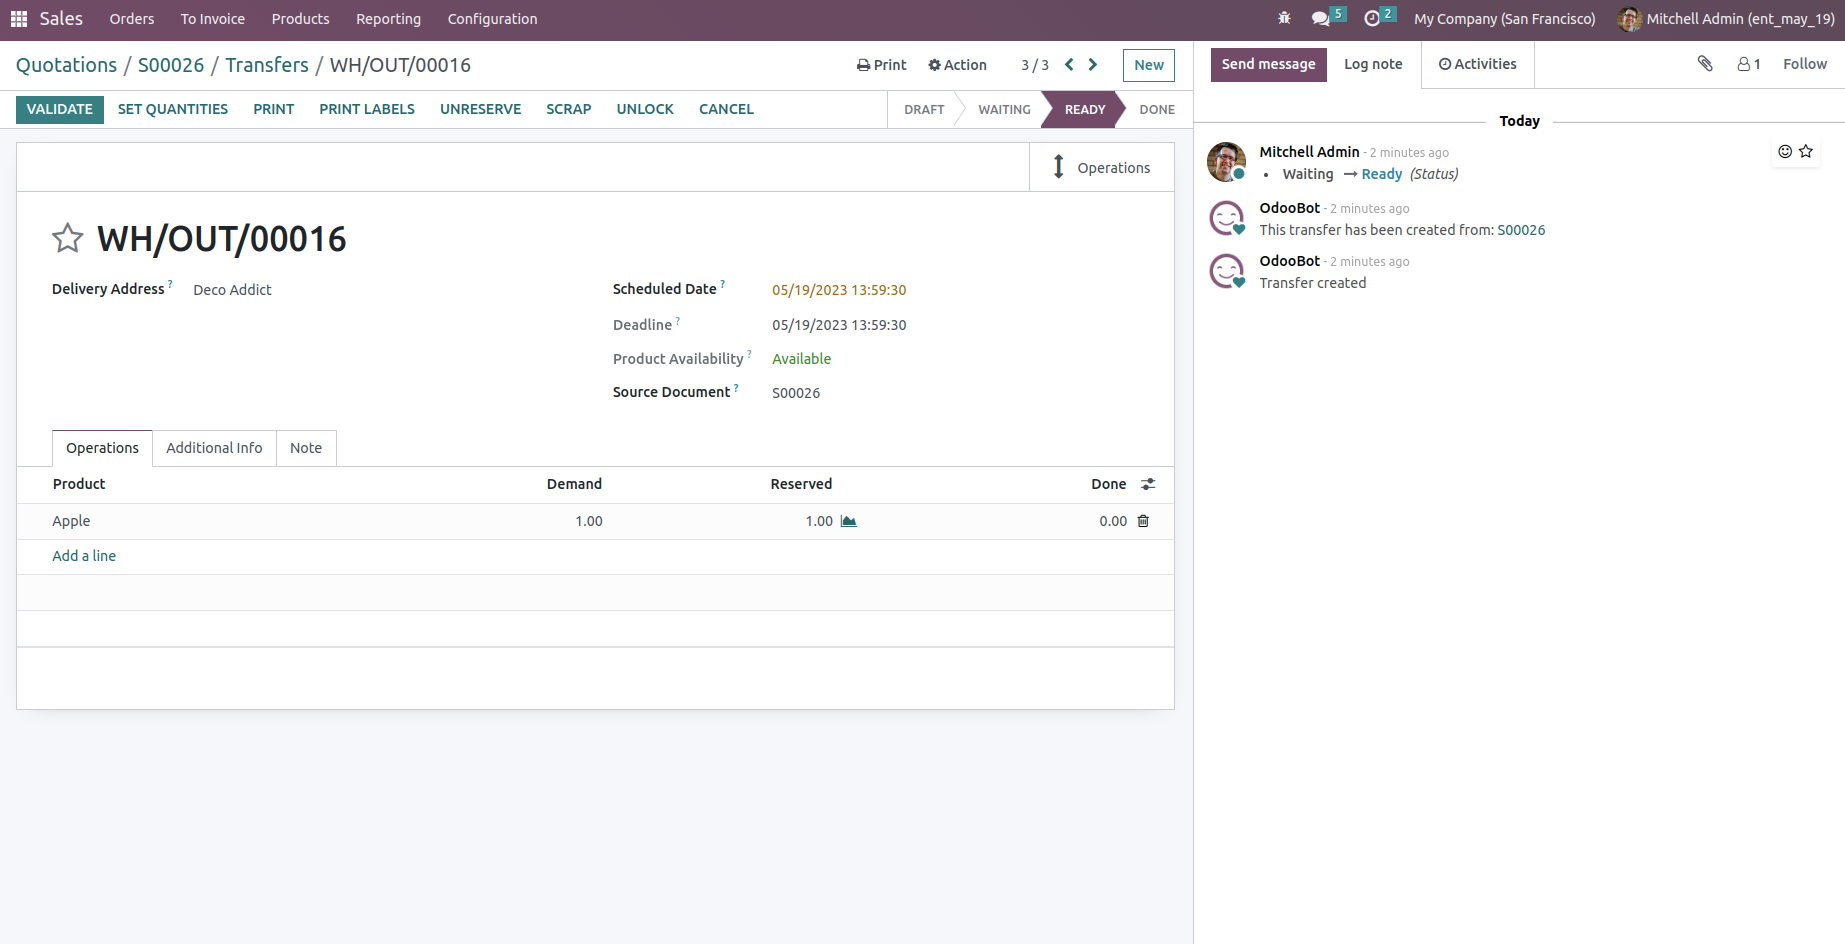 Sales Orders To Invoice Products Reporting Configuration 5 2 My Company (San Francisco) Mitchell Admin (ent_may_19)
Quotations / S00026 / Transfers / WH/OUT/00016 Print Action 3 / 3 New
VALIDATE SET QUANTITIES PRINT PRINT LABELS UNRESERVE SCRAP UNLOCK CANCEL DRAFT WAITING READY DONE
Operations
WH/OUT/00016
Delivery Address ? Deco Addict
Scheduled Date ? 05/19/2023 13:59:30
Deadline ? 05/19/2023 13:59:30
Product Availability ? Available
Source Document ? S00026
Operations Additional Info Note
Product Demand Reserved Done
Apple 1.00 1.00 0.00
Add a line
Send message Log note Activities 1 Follow
Today
Mitchell Admin - 2 minutes ago
• Waiting → Ready (Status)
OdooBot - 2 minutes ago
This transfer has been created from: S00026
OdooBot - 2 minutes ago
Transfer created